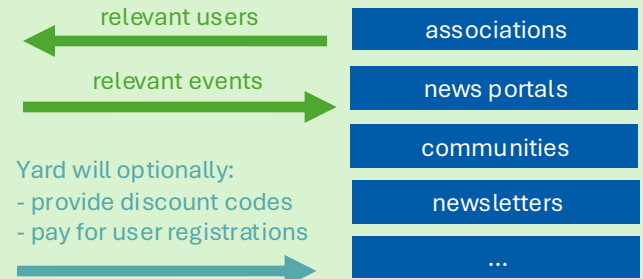 relevant users
relevant events
Yard will optionally:
- provide discount codes
- pay for user registrations
associations
news portals
communities
newsletters
...